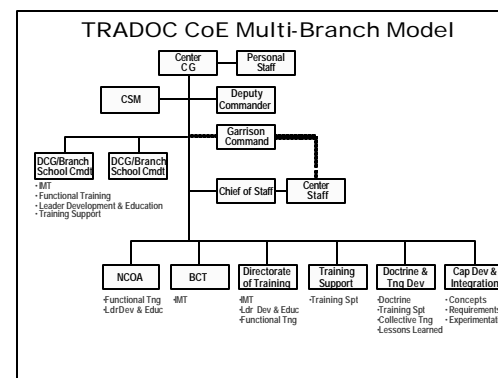 TRADOC CoE Multi-Branch Model
Center
CG
Personal
Staff
CSM
Deputy
Commander
Garrison
Command
DCG/Branch
School Cmdt
DCG/Branch
School Cmdt
•IMT
•Functional Training
•Leader Development & Education
•Training Support
Chief of Staff
Center
Staff
NCOA
•Functional Tng
•LdrDev & Educ
BCT
•IMT
Directorate
of Training
•IMT
•Ldr Dev & Educ
•Functional Tng
Training
Support
•Training Spt
Doctrine &
Tng Dev
•Doctrine
•Training Spt
•Collective Tng
•Lessons Learned
Cap Dev &
Integration
•Concepts
•Requirements
•Experimentat